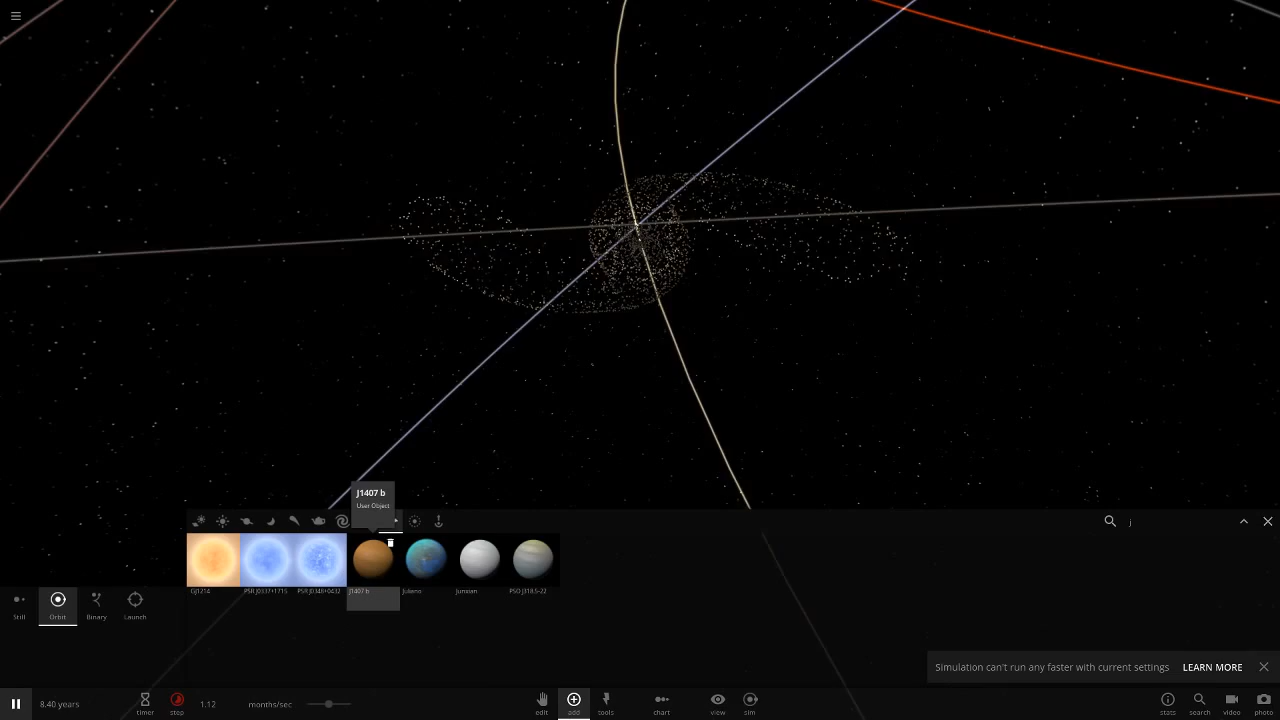 J1407 b
User Object
j
GJ1214
PSR J0337+1715
PSR J0348+0432
J1407 b
Juliano
Junxian
PSO J318.5-22
Still
Orbit
Binary
Launch
Simulation can't run any faster with current settings
LEARN MORE
8.40 years
timer
step
1.12
months/sec
edit
add
tools
chart
view
sim
stats
search
video
photo